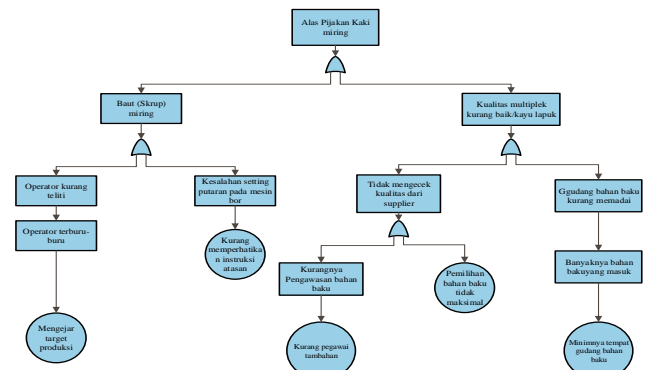 Alas Pijakan Kaki
miring
Baut (Skrup)
miring
Kualitas multiplek
kurang baik/kayu lapuk
Operator kurang
teliti
Kesalahan setting
putaran pada mesin
bor
Tidak mengecek
kualitas dari
supplier
Ggudang bahan baku
kurang memadai
Operator terburu-
buru
Kurang
memperhatika
n instruksi
atasan
Kurangnya
Pengawasan bahan
baku
Pemilihan
bahan baku
tidak
maksimal
Banyaknya bahan
bakuyang masuk
Mengejar
target
produksi
Kurang pegawai
tambahan
Minimnya tempat
gudang bahan
baku